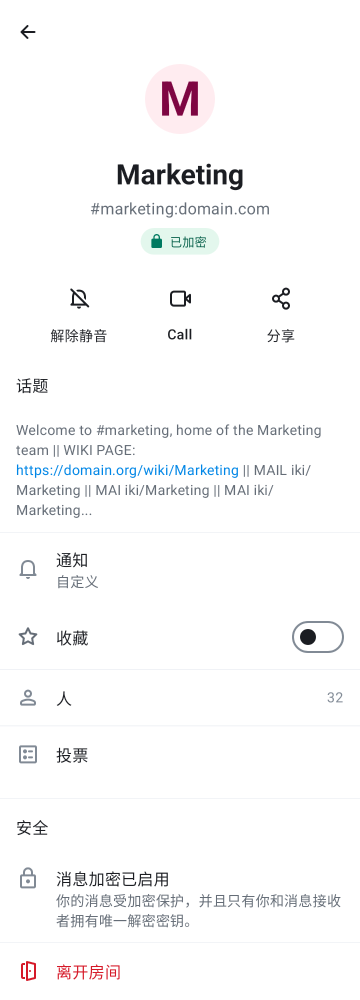 M
Marketing
#marketing:domain.com
已加密
解除静音
Call
分享
话题
Welcome to #marketing, home of the Marketing
team || WIKI PAGE:
https://domain.org/wiki/Marketing || MAIL iki/
Marketing || MAI iki/Marketing || MAI iki/
Marketing...
通知
自定义
收藏
人
32
投票
安全
消息加密已启用
你的消息受加密保护，并且只有你和消息接收
者拥有唯一解密密钥。
离开房间